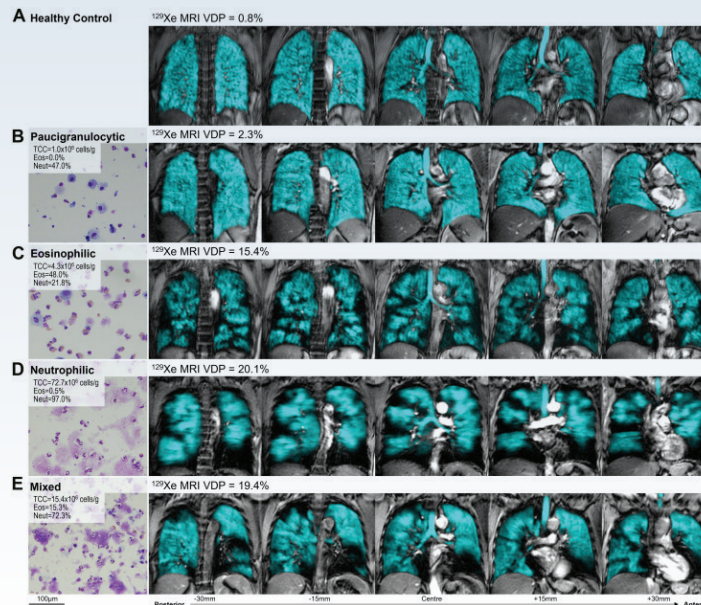 A Healthy Control
¹²⁹Xe MRI VDP = 0.8%
B Paucigranulocytic
TCC=1.0x10⁶ cells/g
Eos=0.0%
Neut=47.0%
¹²⁹Xe MRI VDP = 2.3%
C Eosinophilic
TCC=4.3x10⁶ cells/g
Eos=48.0%
Neut=21.8%
¹²⁹Xe MRI VDP = 15.4%
D Neutrophilic
TCC=72.7x10⁶ cells/g
Eos=0.5%
Neut=97.0%
¹²⁹Xe MRI VDP = 20.1%
E Mixed
TCC=15.4x10⁶ cells/g
Eos=15.3%
Neut=72.3%
¹²⁹Xe MRI VDP = 19.4%
100μm
-30mm -15mm Centre +15mm +30mm
Posterior